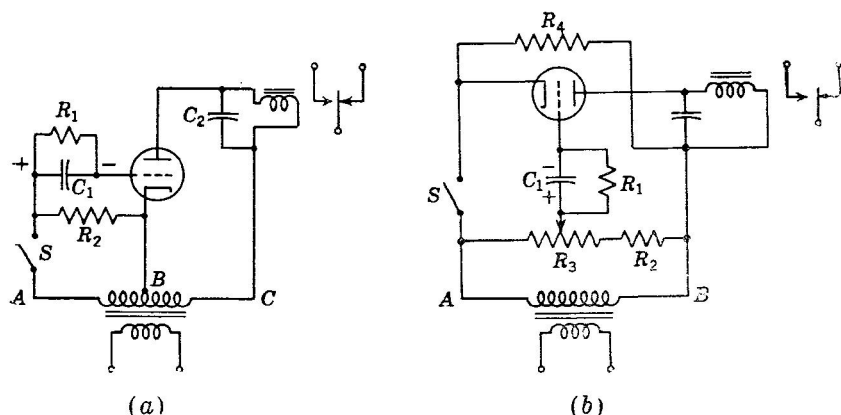 R₁
+
−
C₁
R₂
S
A
B
C
C₂
(a)
R₄
S
−
C₁
+
R₁
R₃
R₂
A
B
(b)